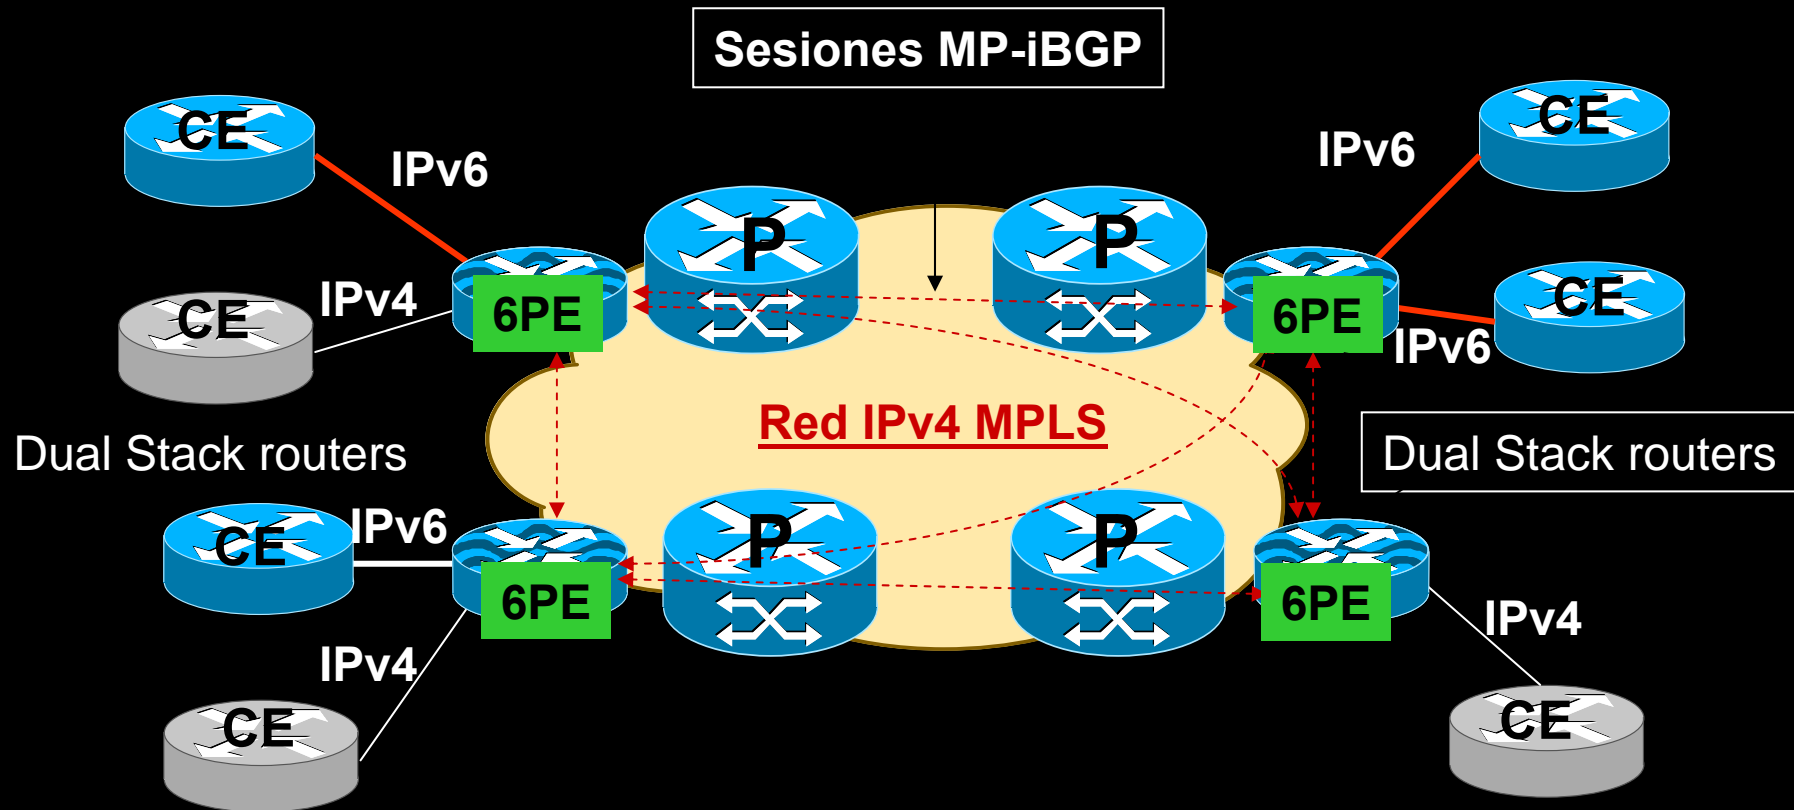 Sesiones MP-iBGP
CE
CE
IPv6
IPv6
P
P
CE
IPv4
CE
6PE
6PE
IPv6
Red IPv4 MPLS
Dual Stack routers
Dual Stack routers
IPv6
CE
P
P
6PE
6PE
IPv4
IPv4
CE
CE